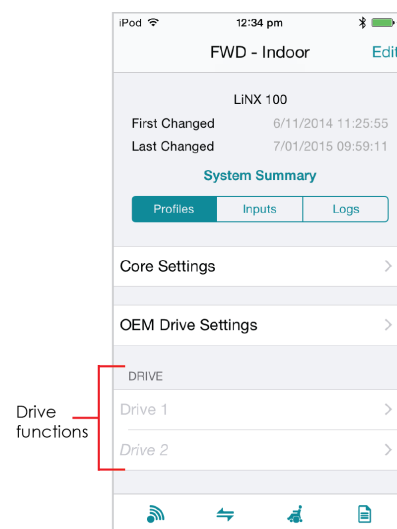 iPod 12:34 pm
FWD - Indoor Edit
LiNX 100
First Changed 6/11/2014 11:25:55
Last Changed 7/01/2015 09:59:11
System Summary
Profiles Inputs Logs
Core Settings
OEM Drive Settings
DRIVE
Drive 1
Drive 2
Drive
functions